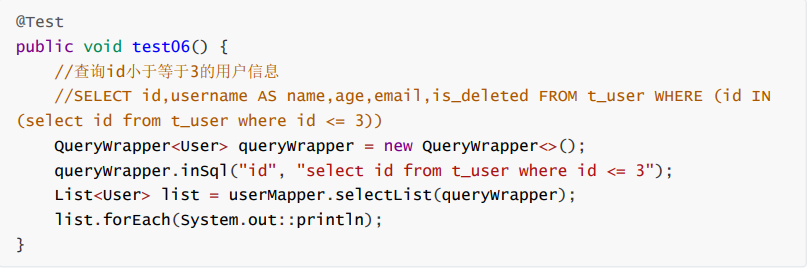 @Test
public void test06() {
//查询id小于等于3的用户信息
//SELECT id,username AS name,age,email,is_deleted FROM t_user WHERE (id IN
(select id from t_user where id <= 3))
QueryWrapper<User> queryWrapper = new QueryWrapper<>();
queryWrapper.inSql("id", "select id from t_user where id <= 3");
List<User> list = userMapper.selectList(queryWrapper);
list.forEach(System.out::println);
}